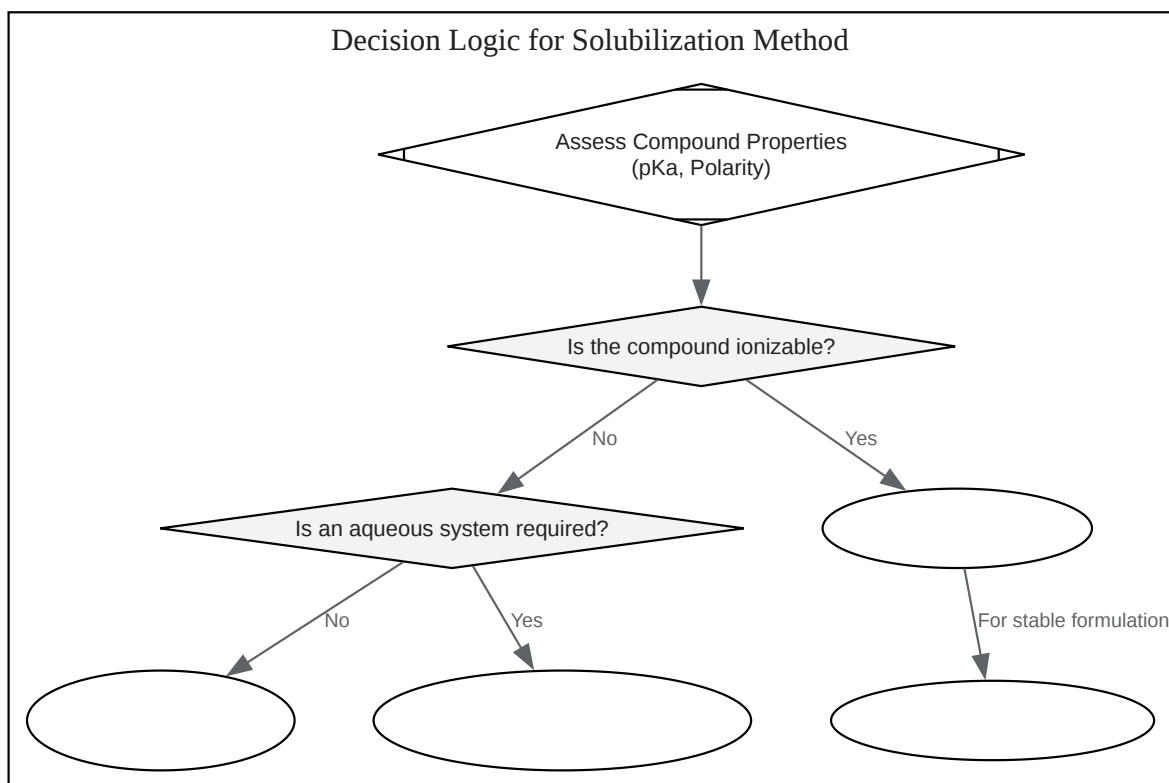 Decision Logic for Solubilization Method
Assess Compound Properties
(pKa, Polarity)
Is the compound ionizable?
No
Yes
Is an aqueous system required?
No
Yes
For stable formulation